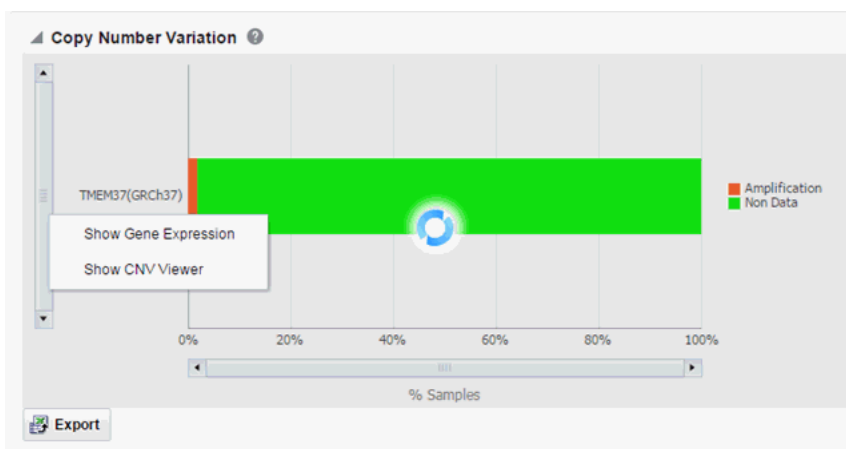 Copy Number Variation
TMEM37(GRCh37)
Show Gene Expression
Show CNV Viewer
Amplification
Non Data
0% 20% 40% 60% 80% 100%
% Samples
Export